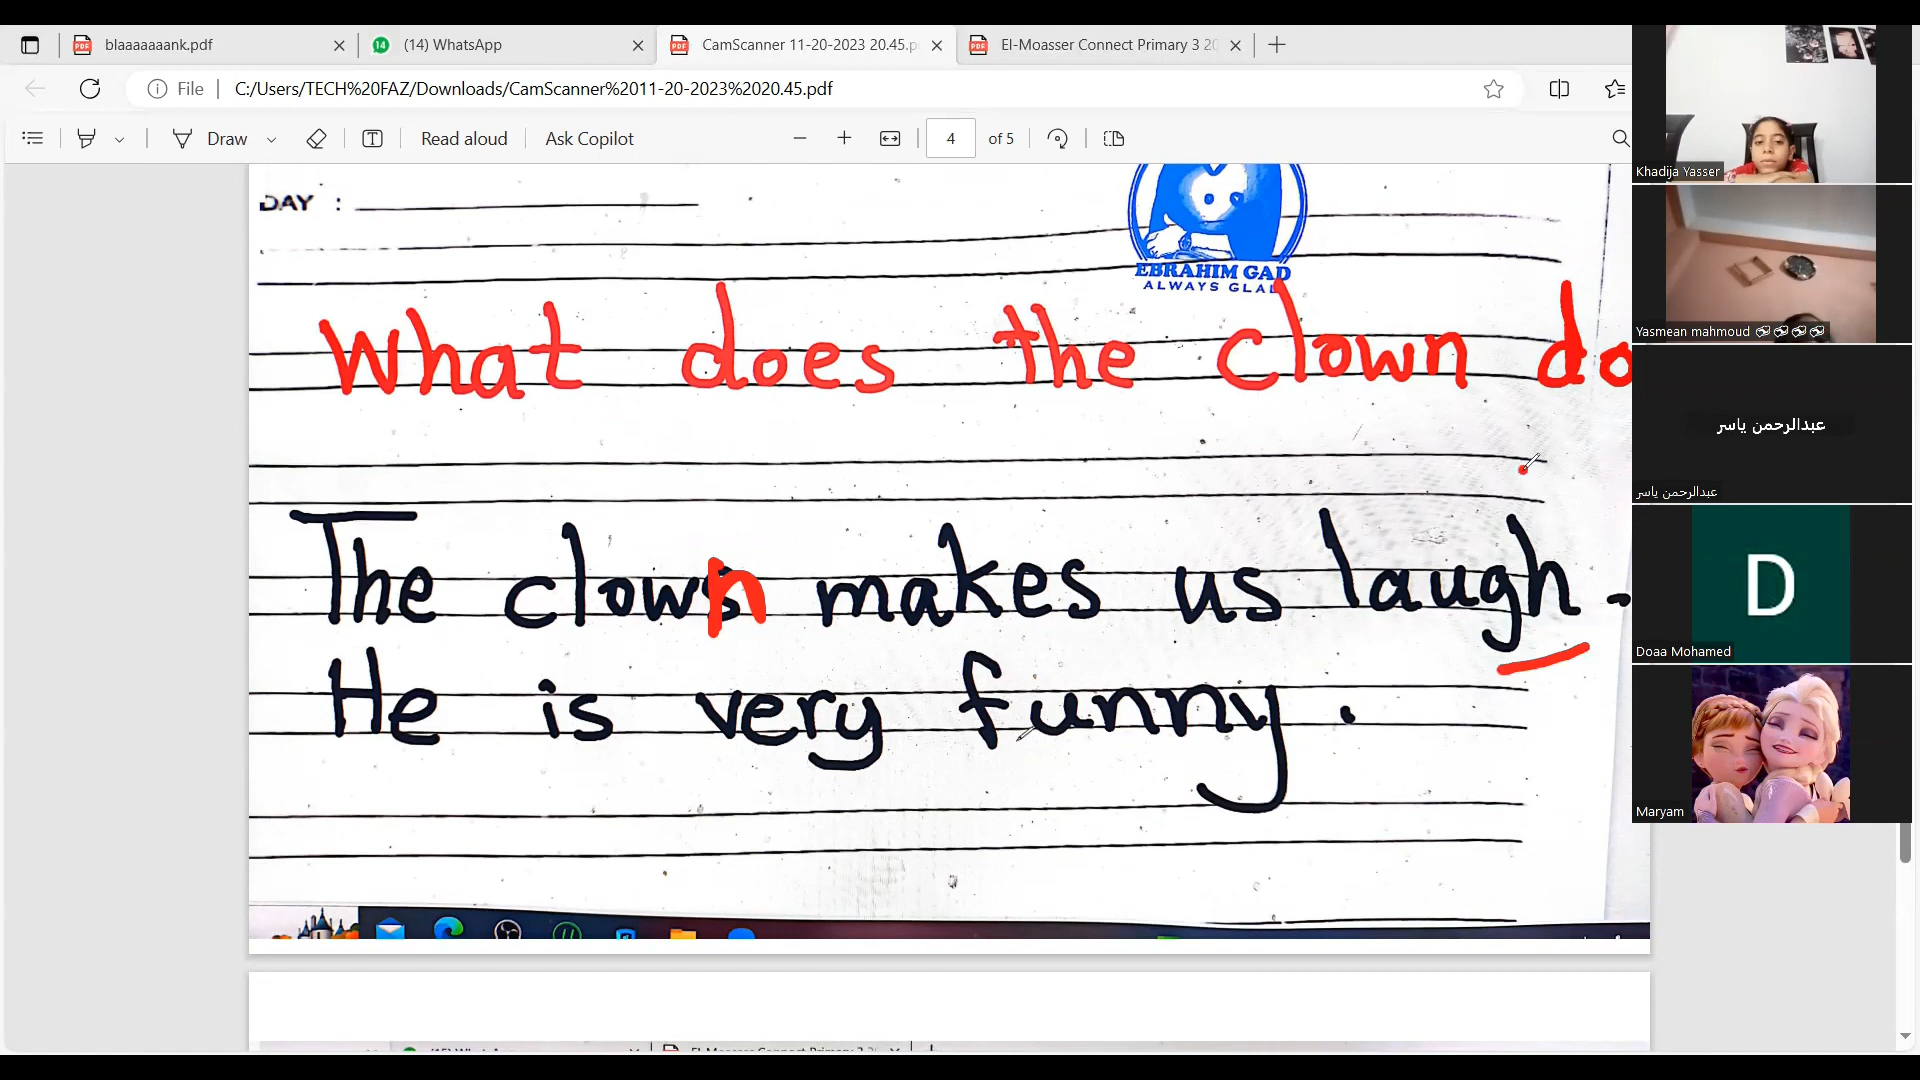 blaaaaaaank.pdf
14
(14) WhatsApp
CamScanner 11-20-2023 20.45.p
El-Moasser Connect Primary 3 20
File
C:/Users/TECH%20FAZ/Downloads/CamScanner%2011-20-2023%2020.45.pdf
Draw
Read aloud
Ask Copilot
4
of 5
DAY :
EBRAHIM GAD
ALWAYS GLA
What does the clown do
The clown makes us laugh.
He is very funny.
Khadija Yasser
Yasmean mahmoud
عبدالرحمن ياسر
عبدالرحمن ياسر
D
Doaa Mohamed
Maryam